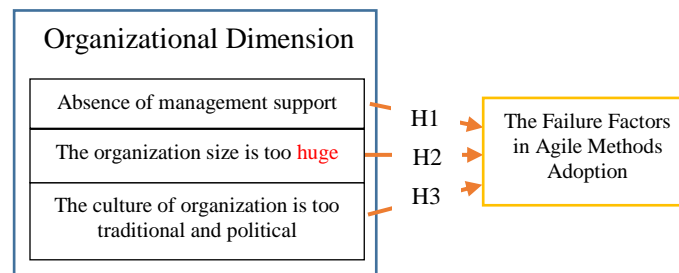 Organizational Dimension
Absence of management support
The organization size is too huge
The culture of organization is too
traditional and political
H1
H2
H3
The Failure Factors
in Agile Methods
Adoption